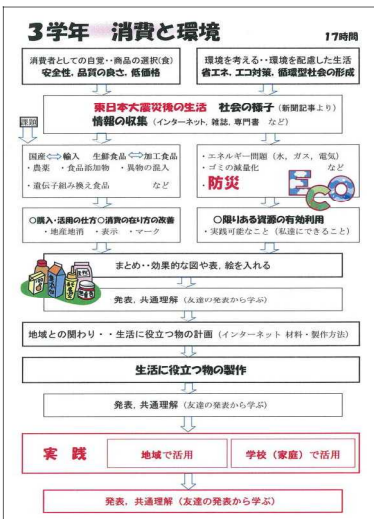 3学年 消費と環境
17時間
消費者としての自覚・・商品の選択(食)
安全性，品質の良さ，低価格
環境を考える・・環境を配慮した生活
省エネ，エコ対策，循環型社会の形成
東日本大震災後の生活 社会の様子(新聞記事より)
情報の収集(インターネット，雑誌，専門書 など)
課題
国産⇔輸入 生鮮食品⇔加工食品
・農薬 ・食品添加物 ・異物の混入
・遺伝子組み換え食品 など
・エネルギー問題(水，ガス，電気)
・ゴミの減量化 など
・防災
ECO
○購入・活用の仕方○消費の在り方の改善
・地産地消 ・表示 ・マーク
○限りある資源の有効利用
・実践可能なこと(私達にできること)
まとめ・・効果的な図や表，絵を入れる
発表，共通理解(友達の発表から学ぶ)
地域との関わり・・生活に役立つ物の計画(インターネット 材料・製作方法)
生活に役立つ物の製作
発表，共通理解(友達の発表から学ぶ)
実 践
地域で活用
学校(家庭)で活用
発表，共通理解(友達の発表から学ぶ)